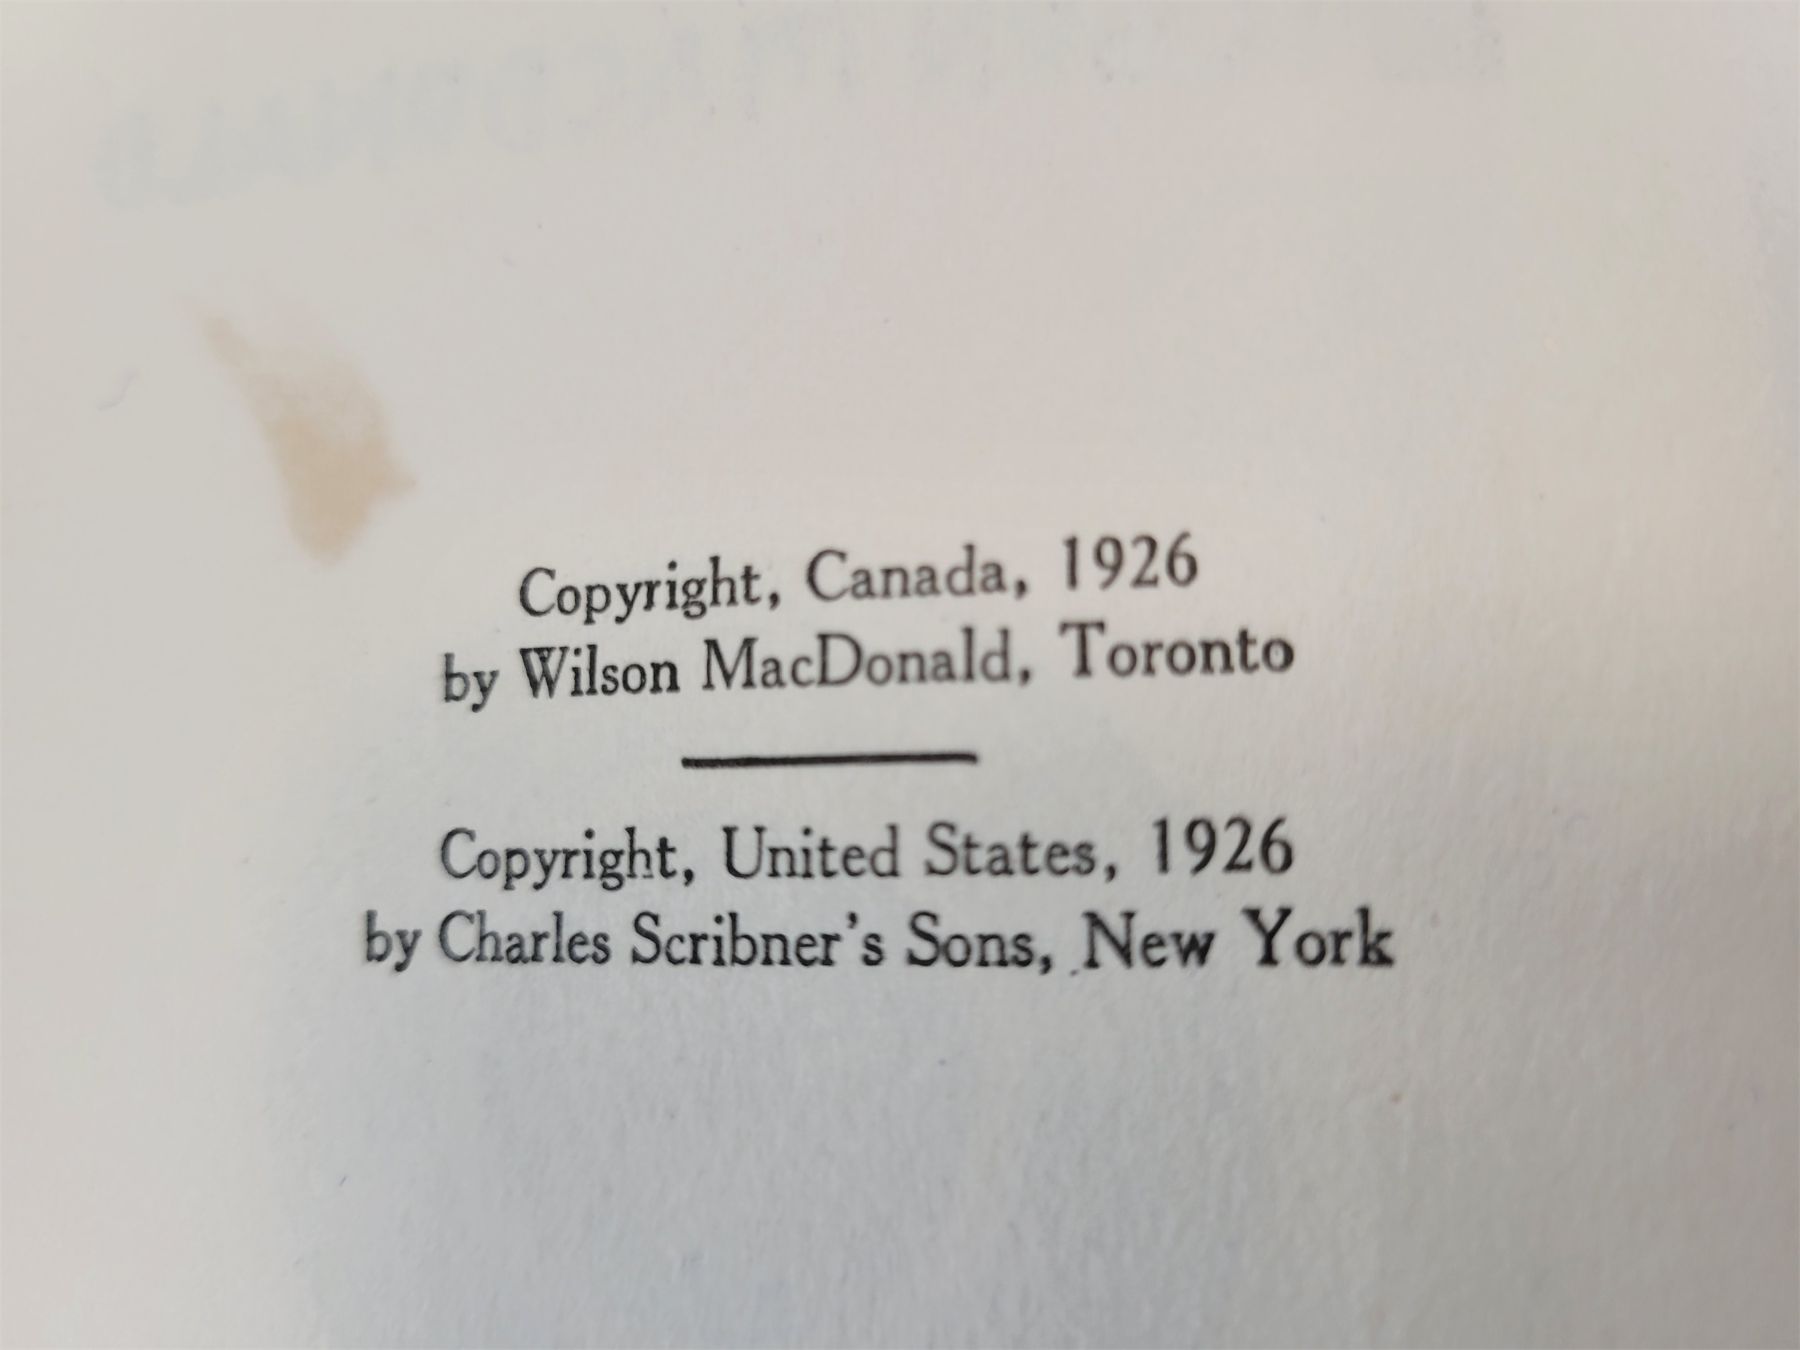 Copyright, Canada, 1926
by Wilson MacDonald, Toronto
Copyright, United States, 1926
by Charles Scribner's Sons, New York